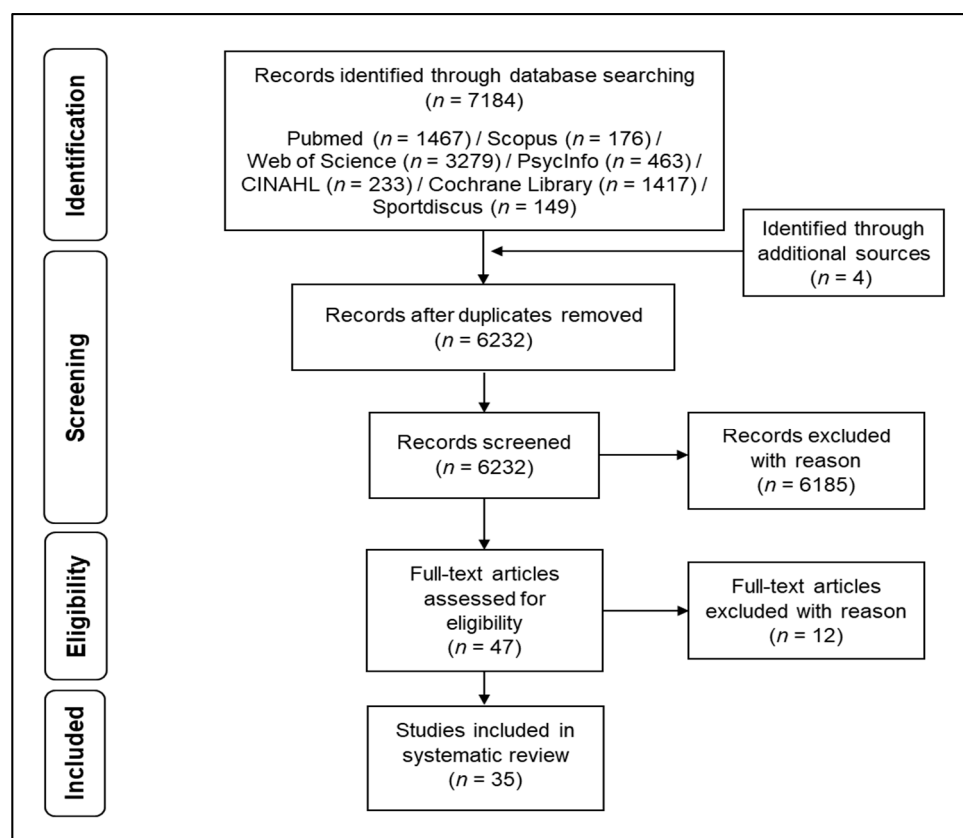 Identification
Records identified through database searching
(n = 7184)
Pubmed (n = 1467) / Scopus (n = 176) /
Web of Science (n = 3279) / PsycInfo (n = 463) /
CINAHL (n = 233) / Cochrane Library (n = 1417) /
Sportdiscus (n = 149)
Identified through
additional sources
(n = 4)
Screening
Records after duplicates removed
(n = 6232)
Records screened
(n = 6232)
Records excluded
with reason
(n = 6185)
Eligibility
Full-text articles
assessed for
eligibility
(n = 47)
Full-text articles
excluded with reason
(n = 12)
Included
Studies included in
systematic review
(n = 35)